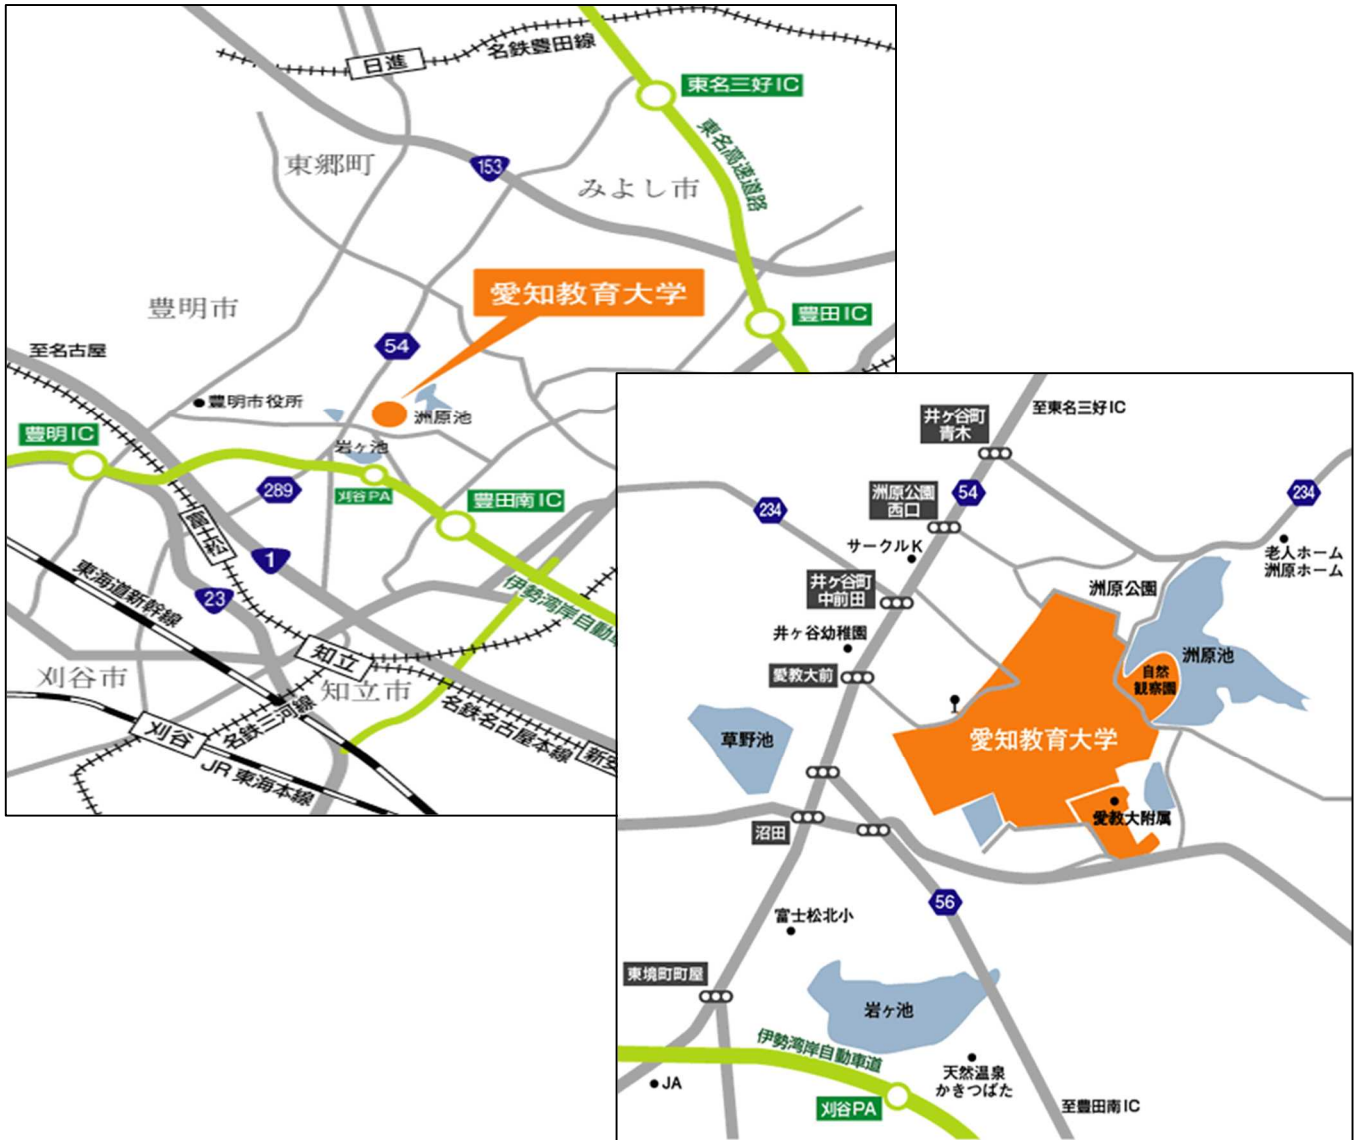 名鉄豊田線
日進
東名三好IC
東名高速道路
東郷町
153
みよし市
愛知教育大学
豊明市
豊田IC
54
至名古屋
豊明市役所
洲原池
豊明IC
岩ヶ池
289
刈谷PA
豊田南IC
富士松
1
東海道新幹線
23
伊勢湾岸自動車
知立
刈谷市
知立市
名鉄三河線
名鉄名古屋本線
刈谷
新安
JR東海本線
井ヶ谷町
青木
至東名三好IC
洲原公園
西口
54
234
234
サークルK
老人ホーム
洲原ホーム
井ヶ谷町
中前田
洲原公園
井ヶ谷幼稚園
洲原池
愛教大前
自然
観察園
草野池
愛知教育大学
愛教大附属
沼田
56
富士松北小
東境町町屋
岩ヶ池
伊勢湾岸自動車道
JA
天然温泉
かきつばた
刈谷PA
至豊田南IC